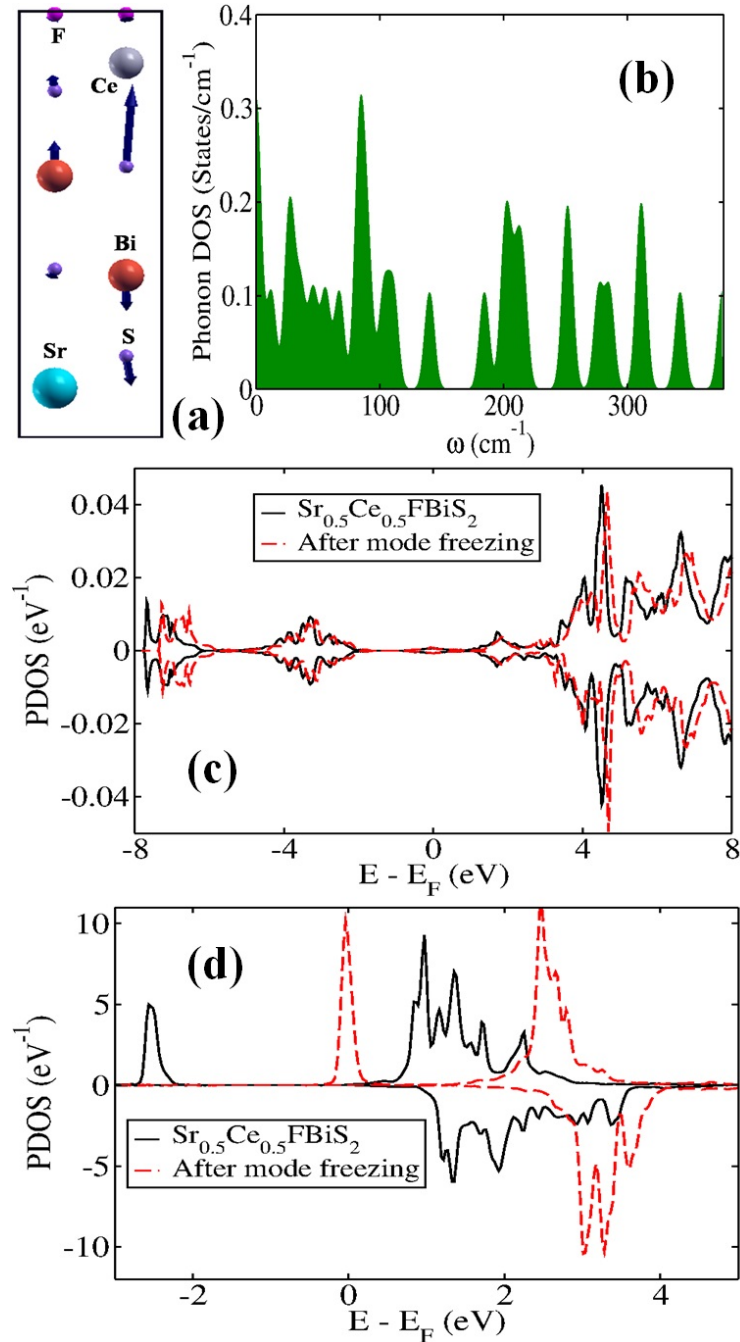 F
Ce
Bi
Sr
S
(a)
0.4
0.3
0.2
0.1
0
Phonon DOS (States/cm⁻¹)
(b)
0
100
200
300
ω (cm⁻¹)
0.04
0.02
0
-0.02
-0.04
PDOS (eV⁻¹)
Sr₀.₅Ce₀.₅FBiS₂
After mode freezing
(c)
-8
-4
0
4
8
E - E_F (eV)
10
5
0
-5
-10
PDOS (eV⁻¹)
(d)
Sr₀.₅Ce₀.₅FBiS₂
After mode freezing
-2
0
2
4
E - E_F (eV)